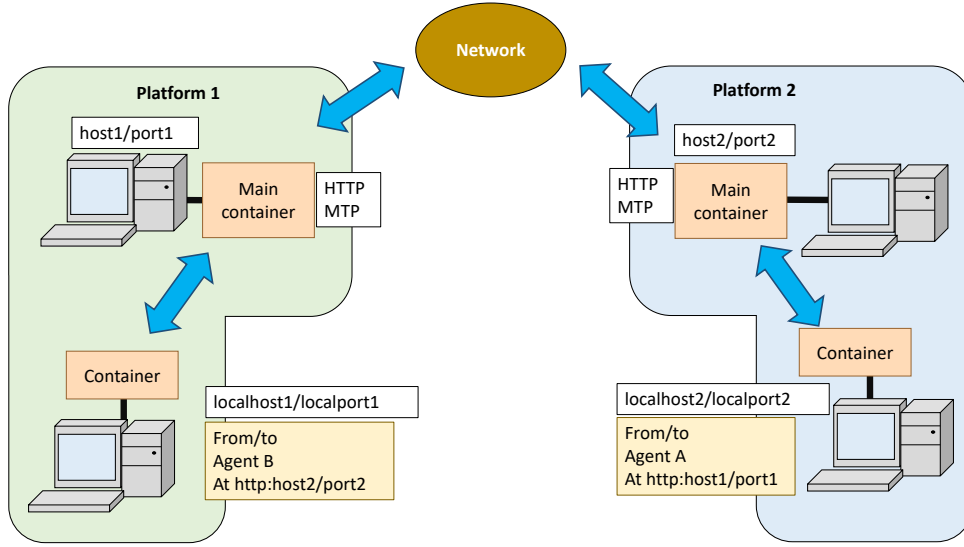 Network
Platform 1
Platform 2
host1/port1
host2/port2
Main
container
HTTP
MTP
HTTP
MTP
Main
container
Container
Container
localhost1/localport1
From/to
Agent B
At http:host2/port2
localhost2/localport2
From/to
Agent A
At http:host1/port1